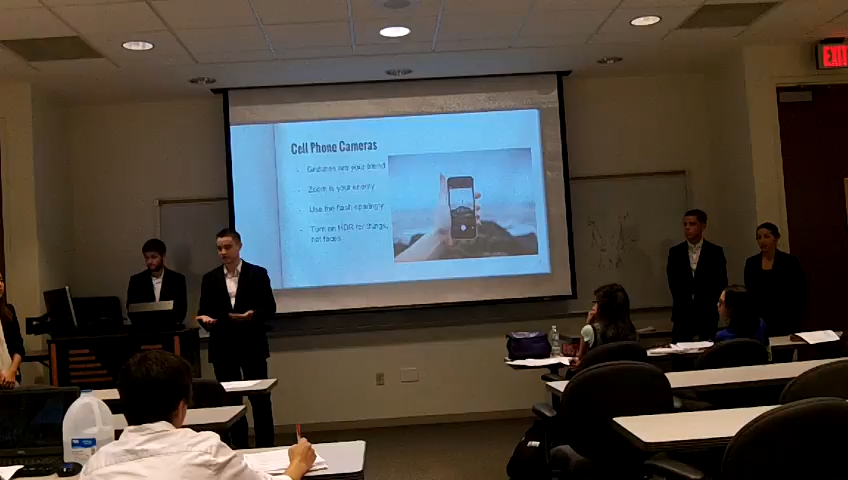 EXIT
Cell Phone Cameras
- Gridlines are your friend
- Zoom is your enemy
- Use the flash sparingly
- Turn on HDR for things,
not faces